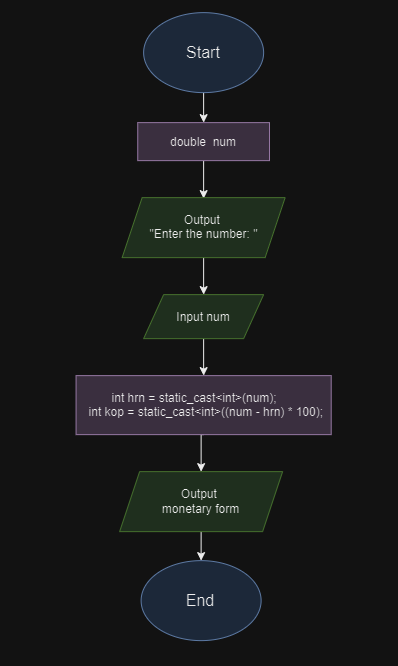 Start
double num
Output
"Enter the number: "
Input num
int hrn = static_cast<int>(num);
int kop = static_cast<int>((num - hrn) * 100);
Output
monetary form
End